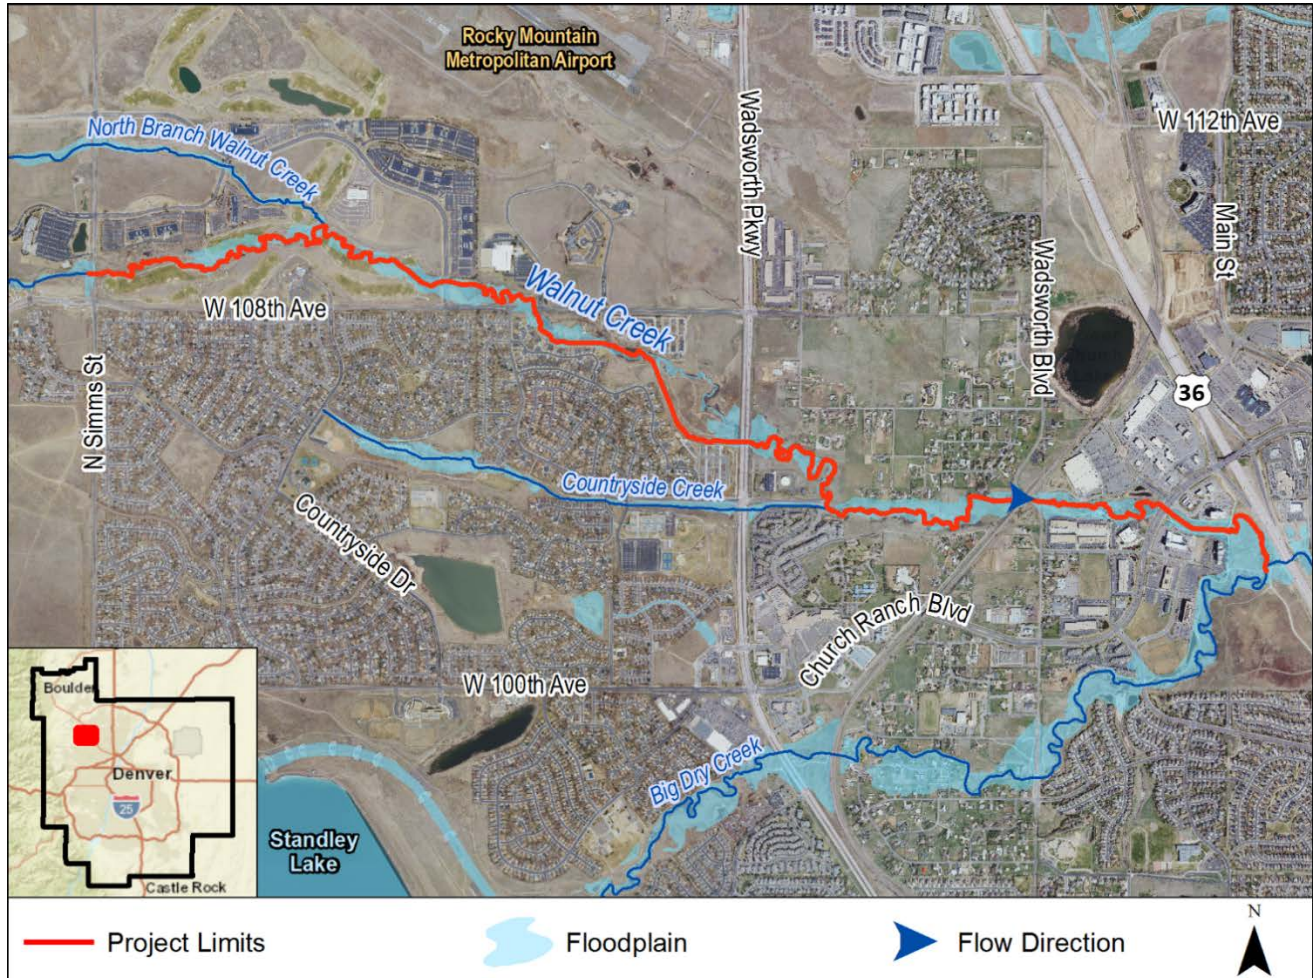 Rocky Mountain
Metropolitan Airport
North Branch Walnut Creek
W 112th Ave
Wadsworth Pkwy
Main St
Walnut Creek
W 108th Ave
Wadsworth Blvd
N Simms St
36
Countryside Creek
Countryside Dr
Church Ranch Blvd
W 100th Ave
Big Dry Creek
Boulder
Denver
25
Castle Rock
Standley
Lake
Project Limits
Floodplain
Flow Direction
N